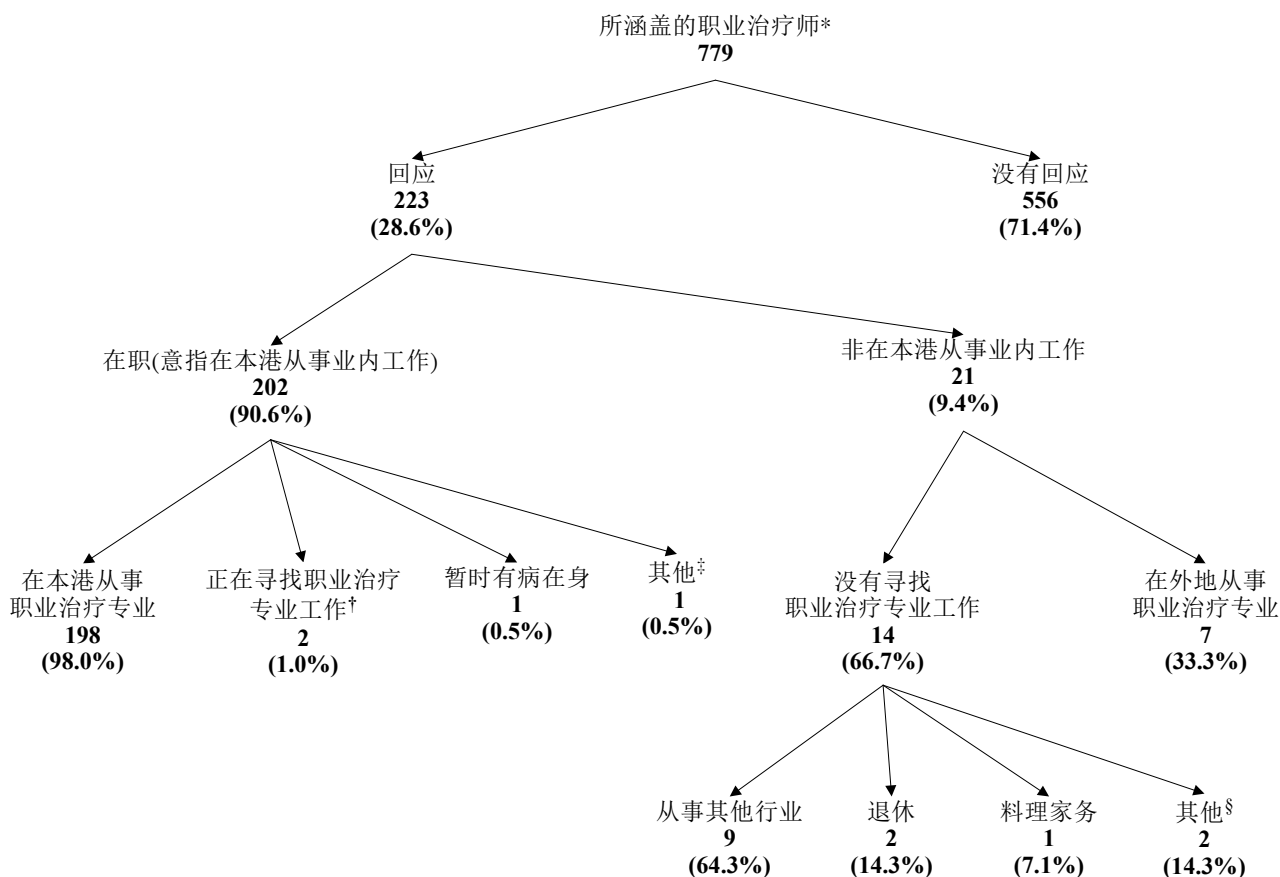 所涵盖的职业治疗师*
779
回应
223
(28.6%)
没有回应
556
(71.4%)
在职(意指在本港从事业内工作)
202
(90.6%)
非在本港从事业内工作
21
(9.4%)
在本港从事
职业治疗专业
198
(98.0%)
正在寻找职业治疗
专业工作†
2
(1.0%)
暂时有病在身
1
(0.5%)
其他‡
1
(0.5%)
没有寻找
职业治疗专业工作
14
(66.7%)
在外地从事
职业治疗专业
7
(33.3%)
从事其他行业
9
(64.3%)
退休
2
(14.3%)
料理家务
1
(7.1%)
其他§
2
(14.3%)